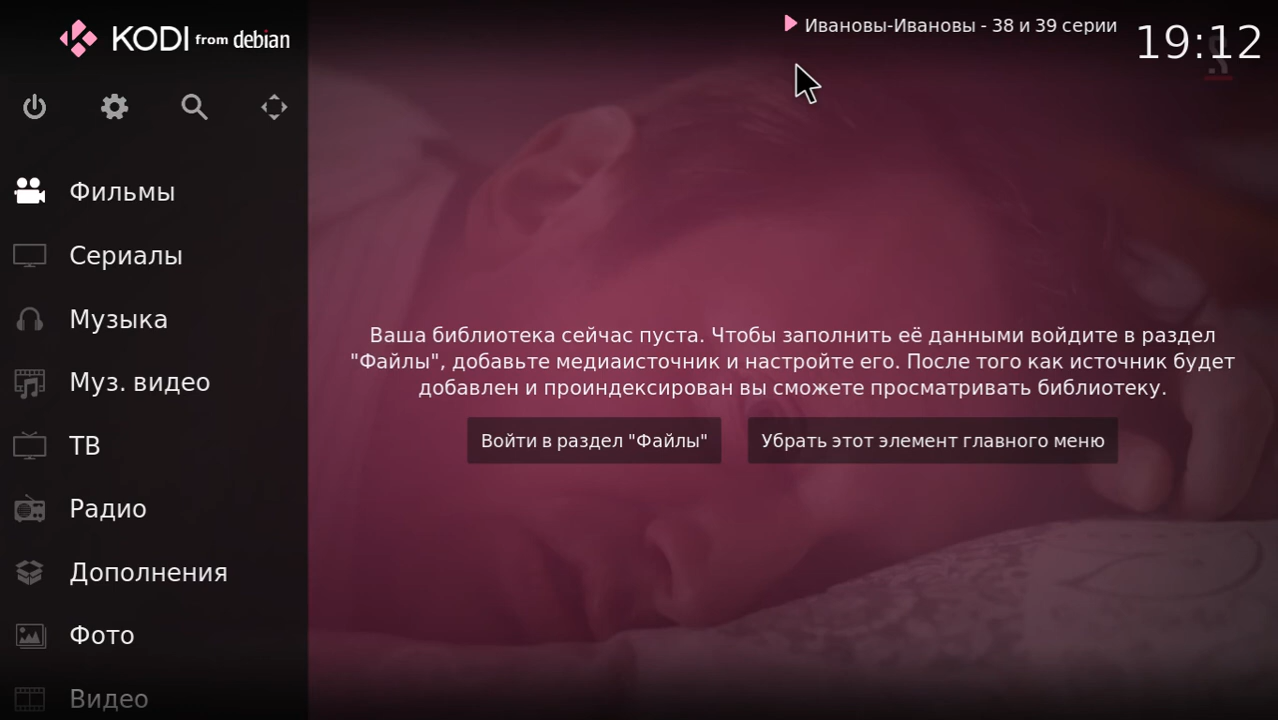 KODI from debian
Ивановы-Ивановы - 38 и 39 серии
19:12
Фильмы
Сериалы
Музыка
Муз. видео
ТВ
Радио
Дополнения
Фото
Видео
Ваша библиотека сейчас пуста. Чтобы заполнить её данными войдите в раздел
"Файлы", добавьте медиаисточник и настройте его. После того как источник будет
добавлен и проиндексирован вы сможете просматривать библиотеку.
Войти в раздел "Файлы"
Убрать этот элемент главного меню